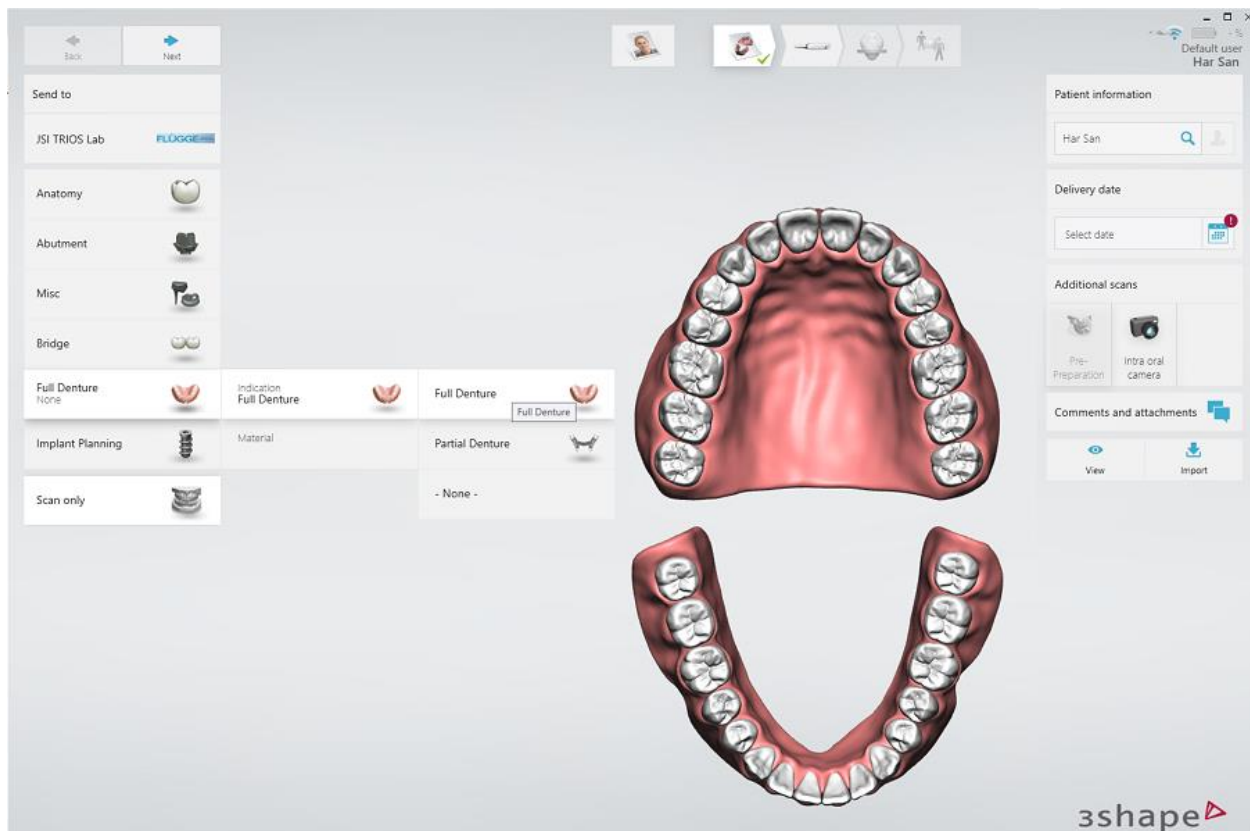 Back
Next
Send to
JSI TRIOS Lab
FLÜGGE
Anatomy
Abutment
Misc
Bridge
Full Denture
None
Implant Planning
Scan only
Indication
Full Denture
Material
Full Denture
Full Denture
Partial Denture
- None -
- %
Default user
Har San
Patient information
Har San
Delivery date
Select date
!
Additional scans
Pre-
Preparation
Intra oral
camera
Comments and attachments
View
Import
3shape